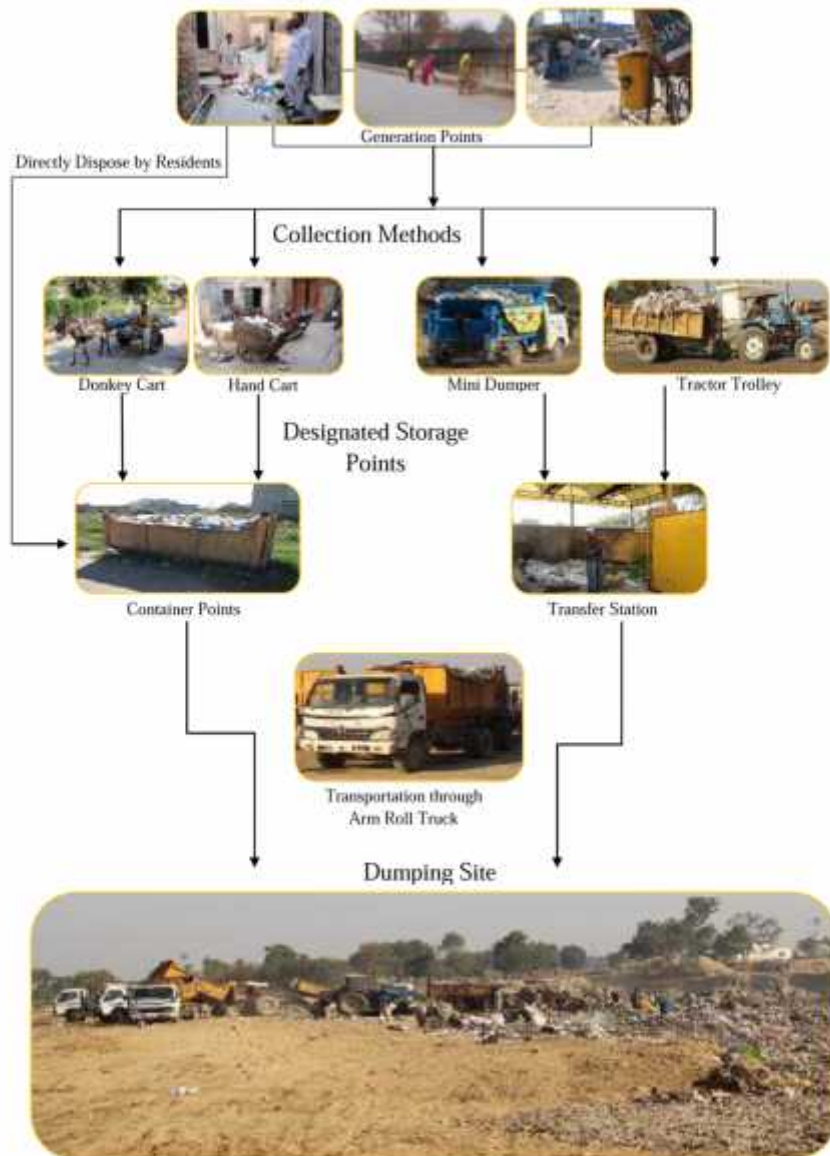 Generation Points
Directly Dispose by Residents
Collection Methods
Donkey Cart
Hand Cart
Mini Dumper
Tractor Trolley
Designated Storage
Points
Container Points
Transfer Station
Transportation through
Arm Roll Truck
Dumping Site